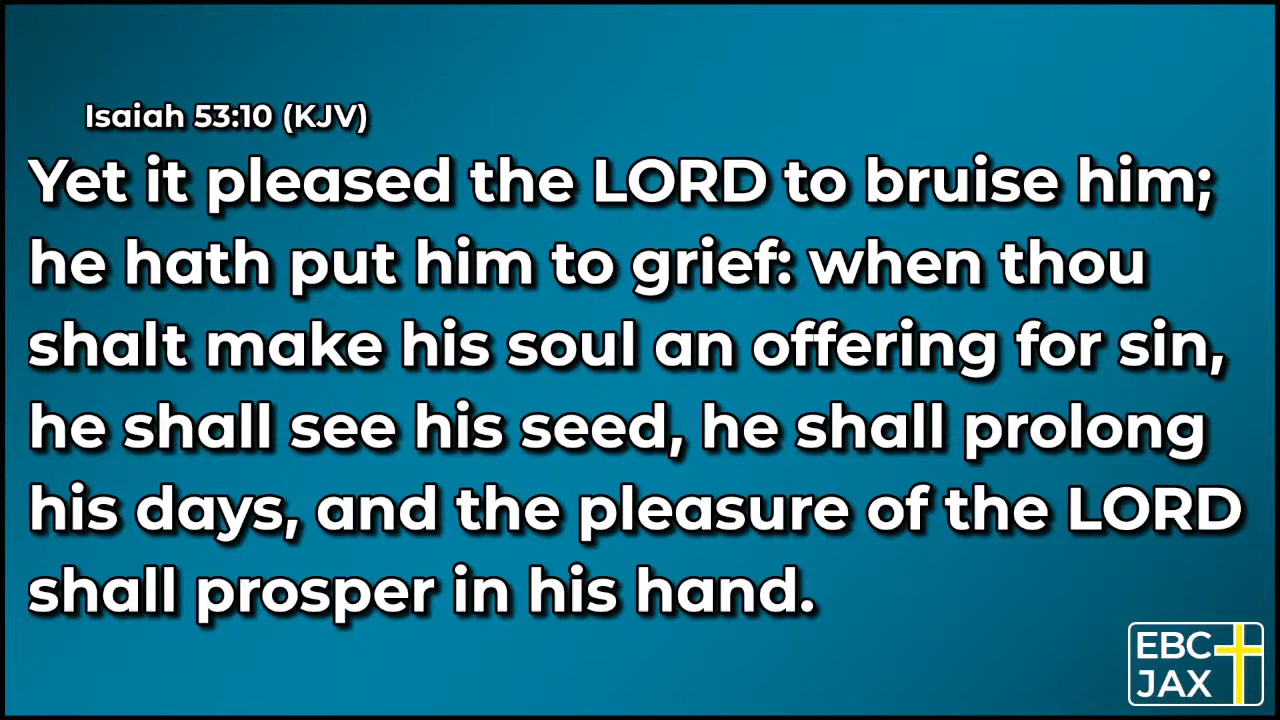 Isaiah 53:10 (KJV)
Yet it pleased the LORD to bruise him;
he hath put him to grief: when thou
shalt make his soul an offering for sin,
he shall see his seed, he shall prolong
his days, and the pleasure of the LORD
shall prosper in his hand.
EBC
JAX